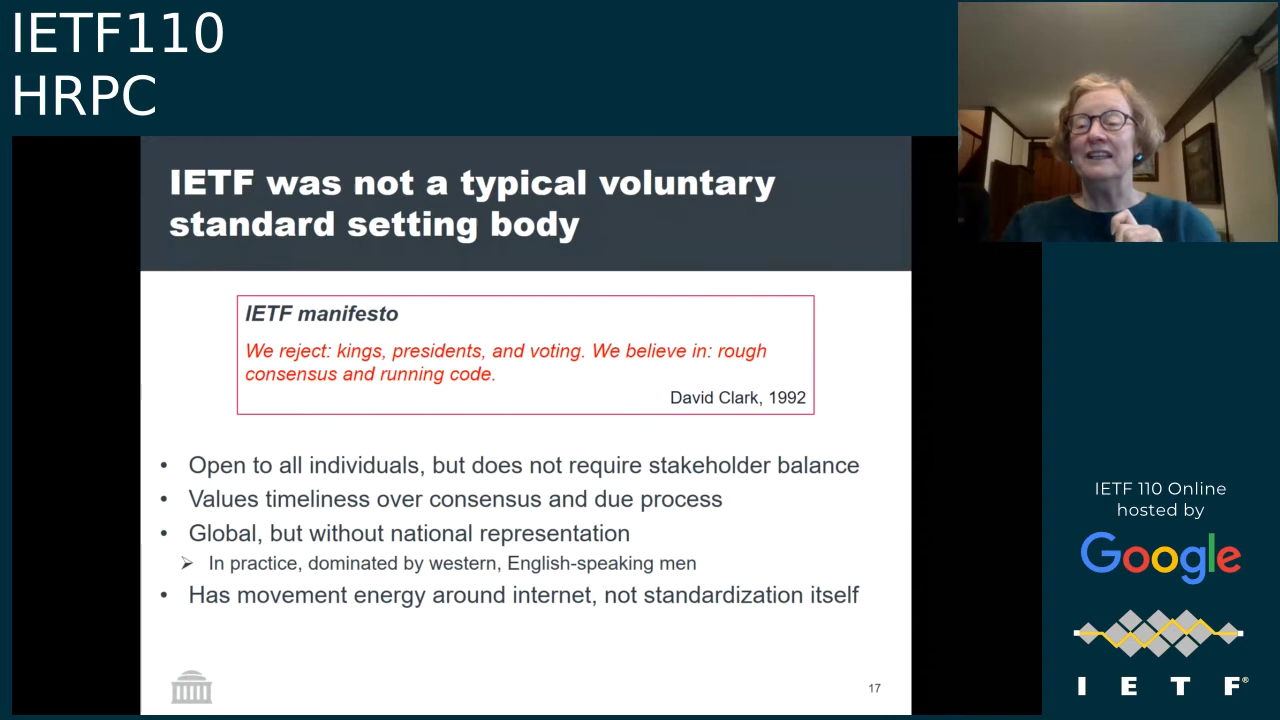 IETF110
HRPC
IETF was not a typical voluntary
standard setting body
IETF manifesto
We reject: kings, presidents, and voting. We believe in: rough
consensus and running code.
David Clark, 1992
• Open to all individuals, but does not require stakeholder balance
• Values timeliness over consensus and due process
• Global, but without national representation
➢ In practice, dominated by western, English-speaking men
• Has movement energy around internet, not standardization itself
17
IETF 110 Online
hosted by
Google
I E T F®